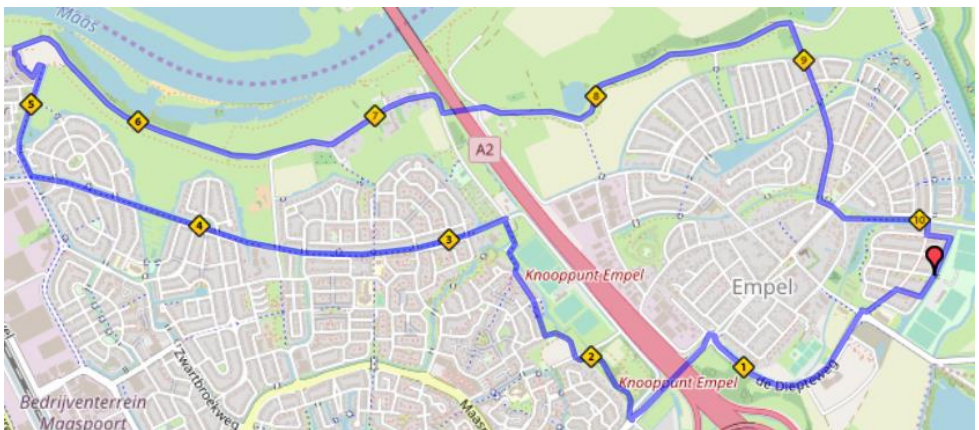 Maas
9
8
5
6
7
A2
10
4
3
Knooppunt Empel
Empel
2
1
Knooppunt Empel
de Diepteweg
Zwartbroekweg
Bedrijventerrein
Maaspoort
Maas